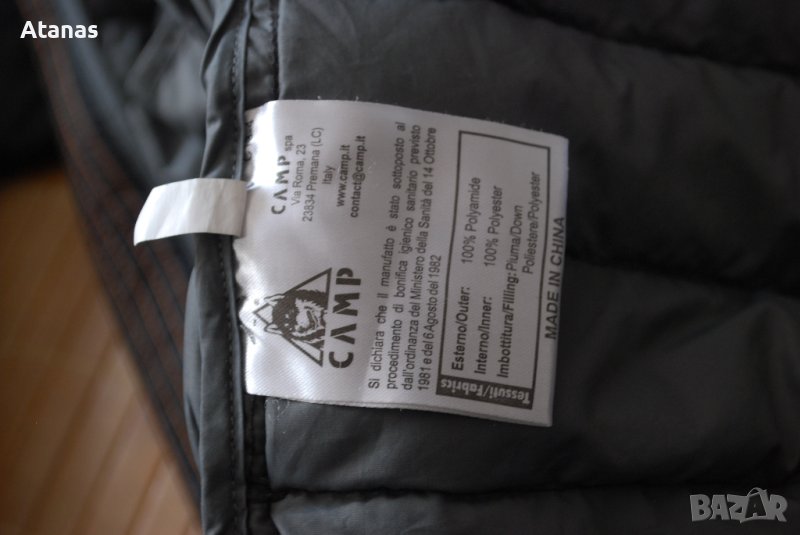 Atanas
CAMP spa
Via Roma, 23
23834 Premana (LC)
Italy
www.camp.it
contact@camp.it
CAMP
Si dichiara che il manufatto è stato sottoposto al
procedimento di bonifica igienico sanitario previsto
dall'ordinanza del Ministero della Sanità del 14 Ottobre
1981 e del 6Agosto del 1982
Tessuti/Fabrics
Esterno/Outer: 100% Polyamide
Interno/Inner: 100% Polyester
Imbottitura/Filling: Piuma/Down
Poliestere/Polyester
MADE IN CHINA
BAZAR